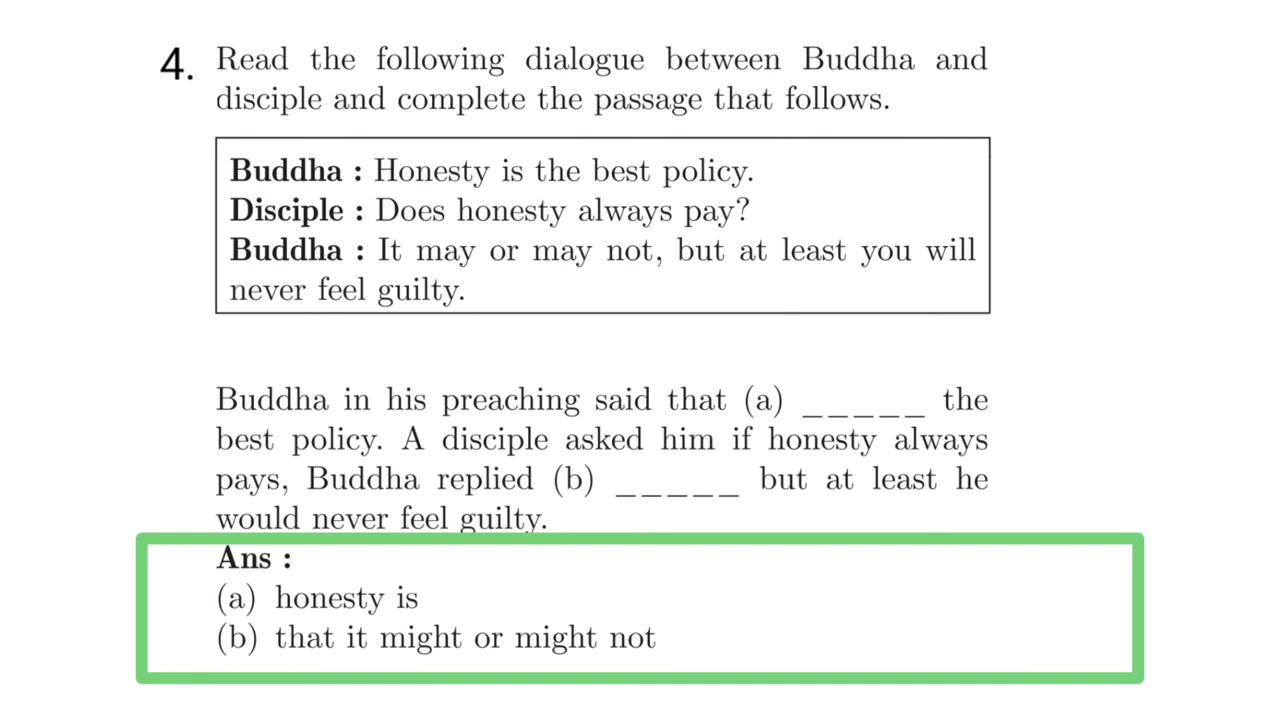 4. Read the following dialogue between Buddha and
disciple and complete the passage that follows.
Buddha : Honesty is the best policy.
Disciple : Does honesty always pay?
Buddha : It may or may not, but at least you will
never feel guilty.
Buddha in his preaching said that (a) _____ the
best policy. A disciple asked him if honesty always
pays, Buddha replied (b) _____ but at least he
would never feel guilty.
Ans :
(a) honesty is
(b) that it might or might not